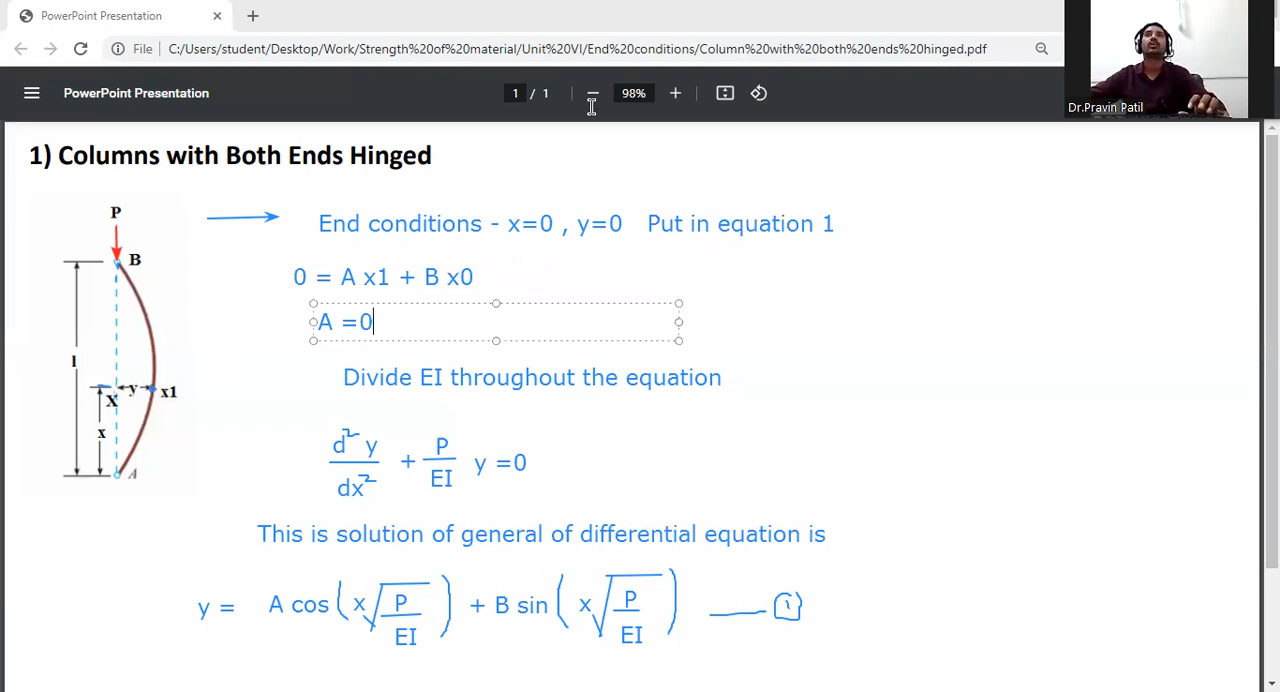 PowerPoint Presentation
File C:/Users/student/Desktop/Work/Strength%20of%20material/Unit%20VI/End%20conditions/Column%20with%20both%20ends%20hinged.pdf
PowerPoint Presentation 1 / 1 98%
Dr.Pravin Patil
1) Columns with Both Ends Hinged
P
B
l
y
x1
X
x
A
End conditions - x=0 , y=0 Put in equation 1
0 = A x1 + B x0
A =0
Divide EI throughout the equation
d² y / dx² + P / EI y =0
This is solution of general of differential equation is
y = A cos (x √ P / EI ) + B sin ( x √ P / EI ) —— ①